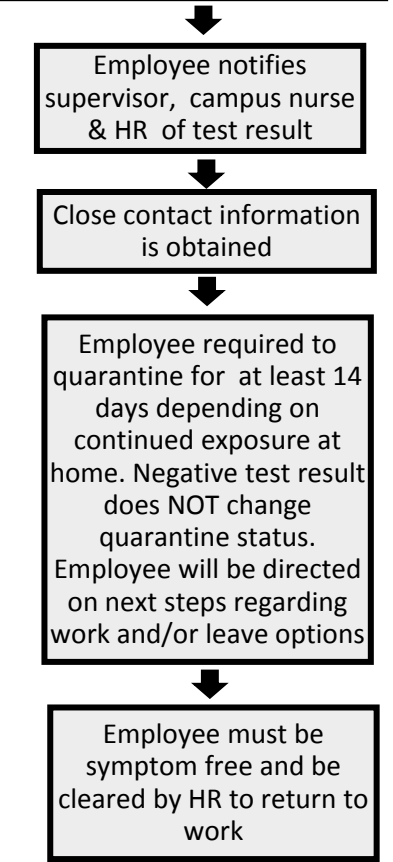 Employee notifies
supervisor, campus nurse
& HR of test result
Close contact information
is obtained
Employee required to
quarantine for at least 14
days depending on
continued exposure at
home. Negative test result
does NOT change
quarantine status.
Employee will be directed
on next steps regarding
work and/or leave options
Employee must be
symptom free and be
cleared by HR to return to
work